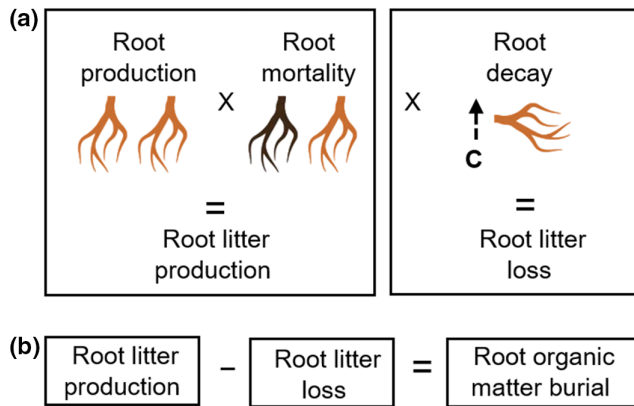 (a)
Root
production
X
Root
mortality
=
Root litter
production
X
Root
decay
C
=
Root litter
loss
(b)
Root litter
production
–
Root litter
loss
=
Root organic
matter burial